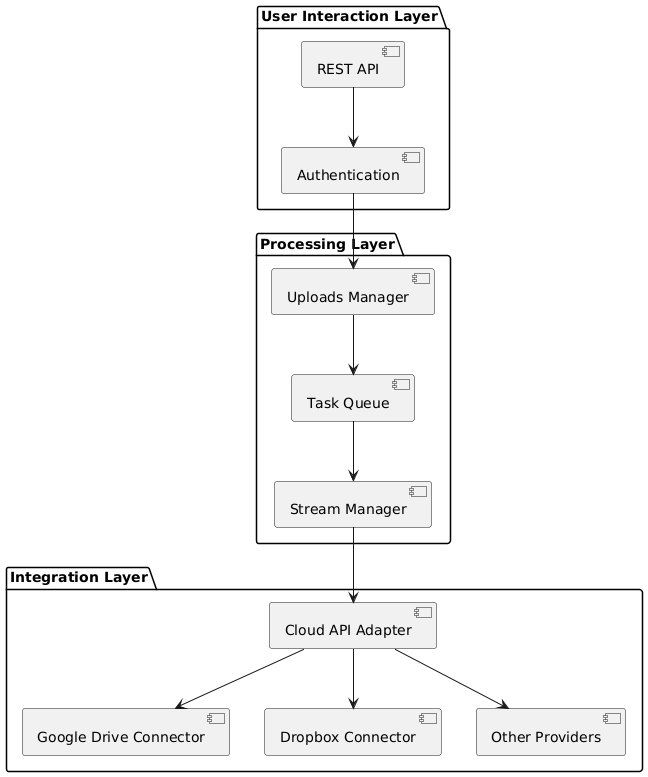 User Interaction Layer
REST API
Authentication
Processing Layer
Uploads Manager
Task Queue
Stream Manager
Integration Layer
Cloud API Adapter
Google Drive Connector
Dropbox Connector
Other Providers